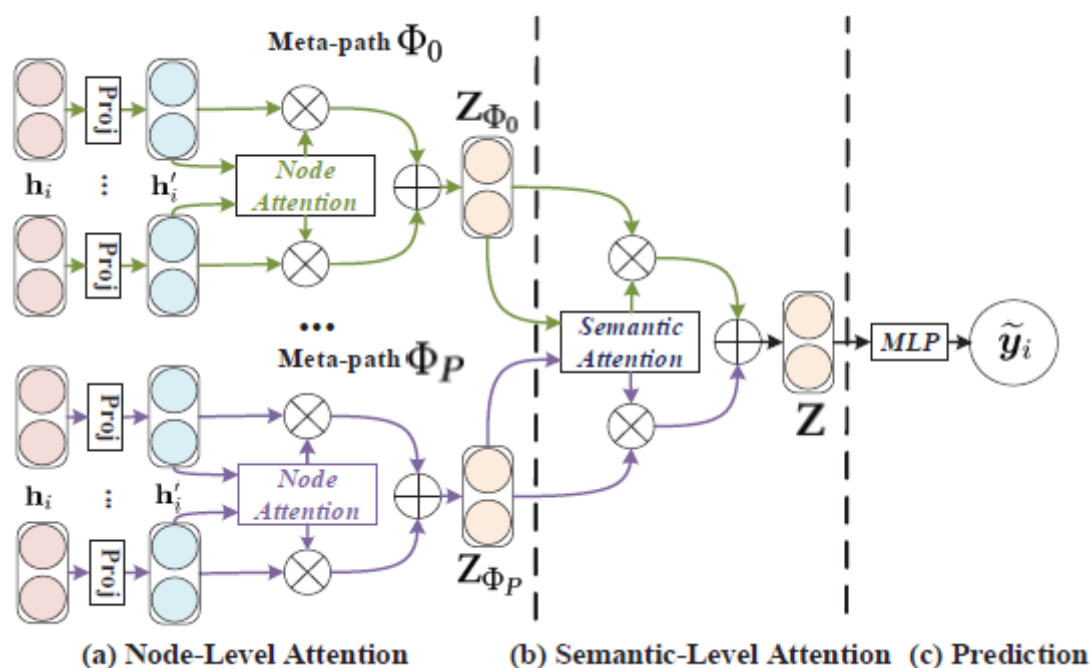 Meta-path Φ₀
Proj
h_i
...
h'_i
Node
Attention
Proj
Z_Φ₀
...
Meta-path Φ_P
Proj
h_i
...
h'_i
Node
Attention
Proj
Z_Φ_P
Semantic
Attention
Z
MLP
ỹ_i
(a) Node-Level Attention
(b) Semantic-Level Attention
(c) Prediction